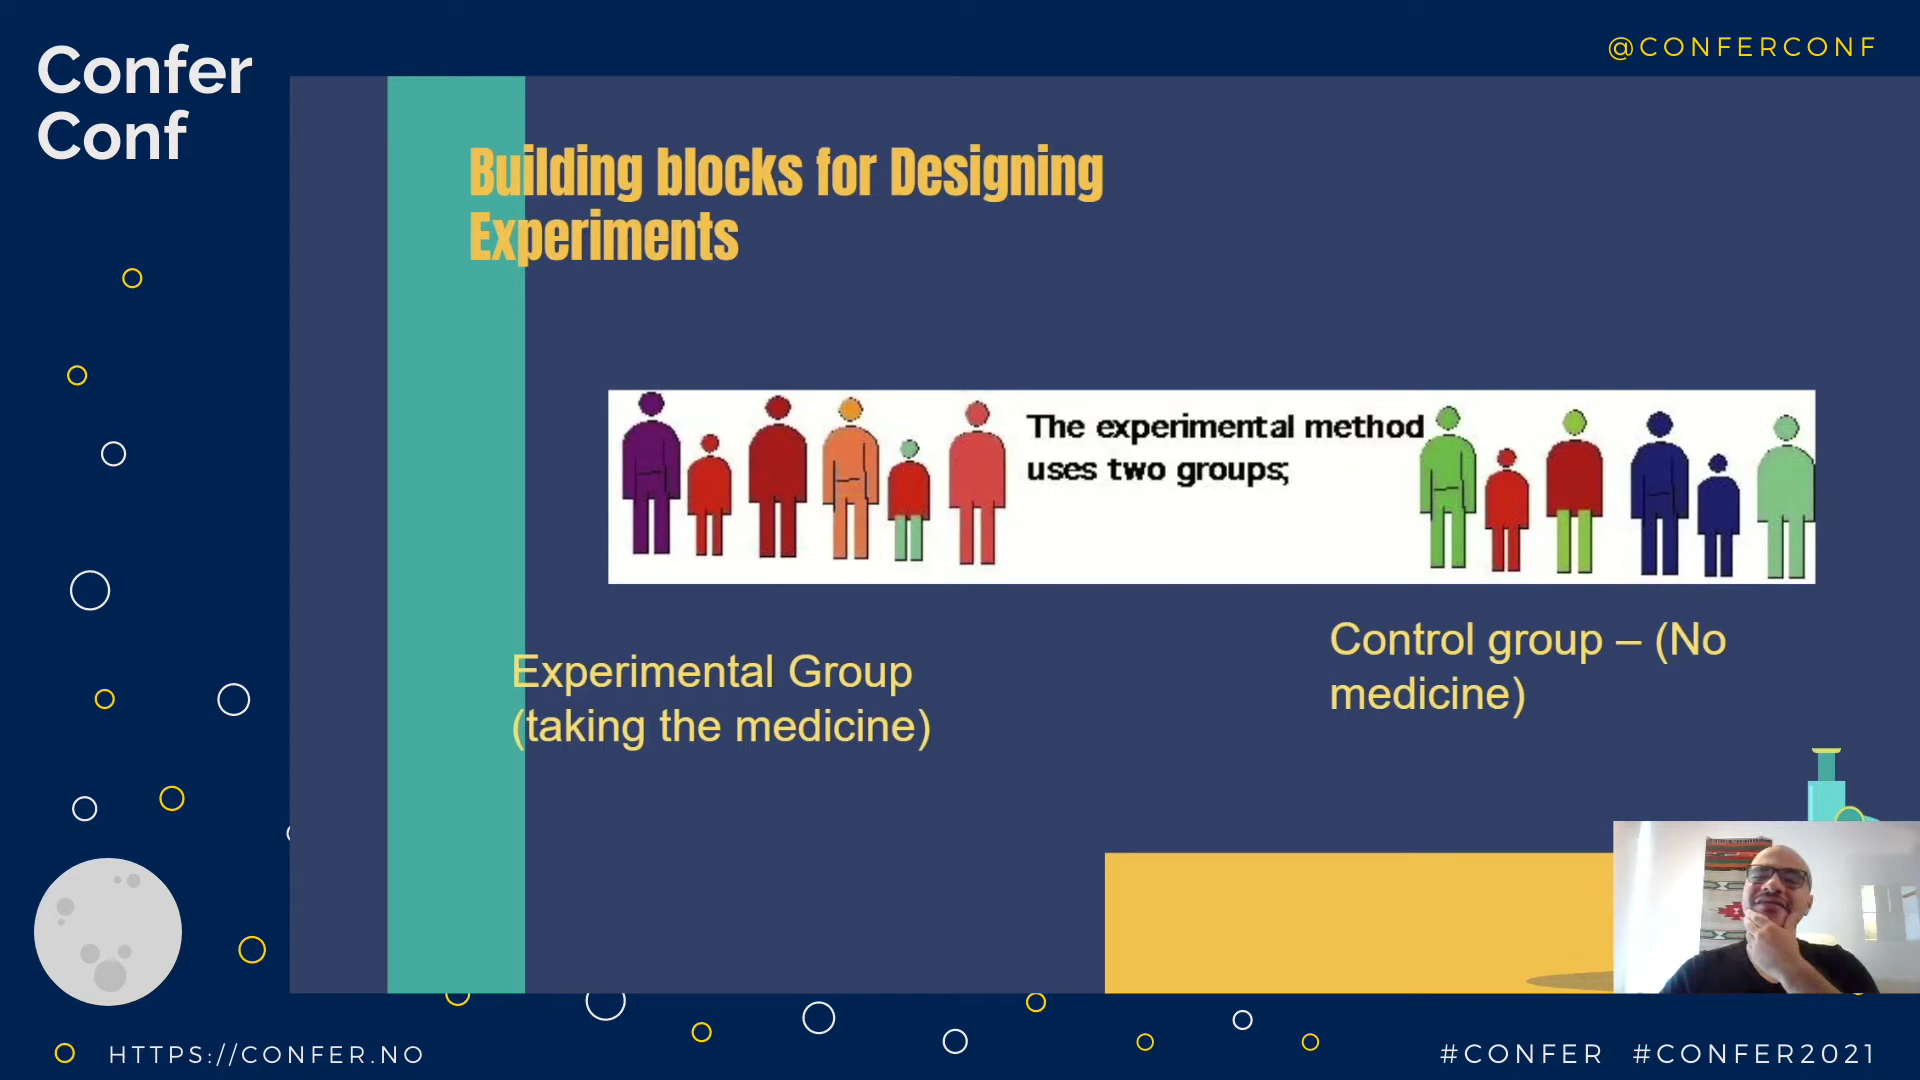 Confer
Conf
@CONFERCONF
Building blocks for Designing
Experiments
The experimental method
uses two groups;
Experimental Group
(taking the medicine)
Control group – (No
medicine)
HTTPS://CONFER.NO
#CONFER #CONFER2021